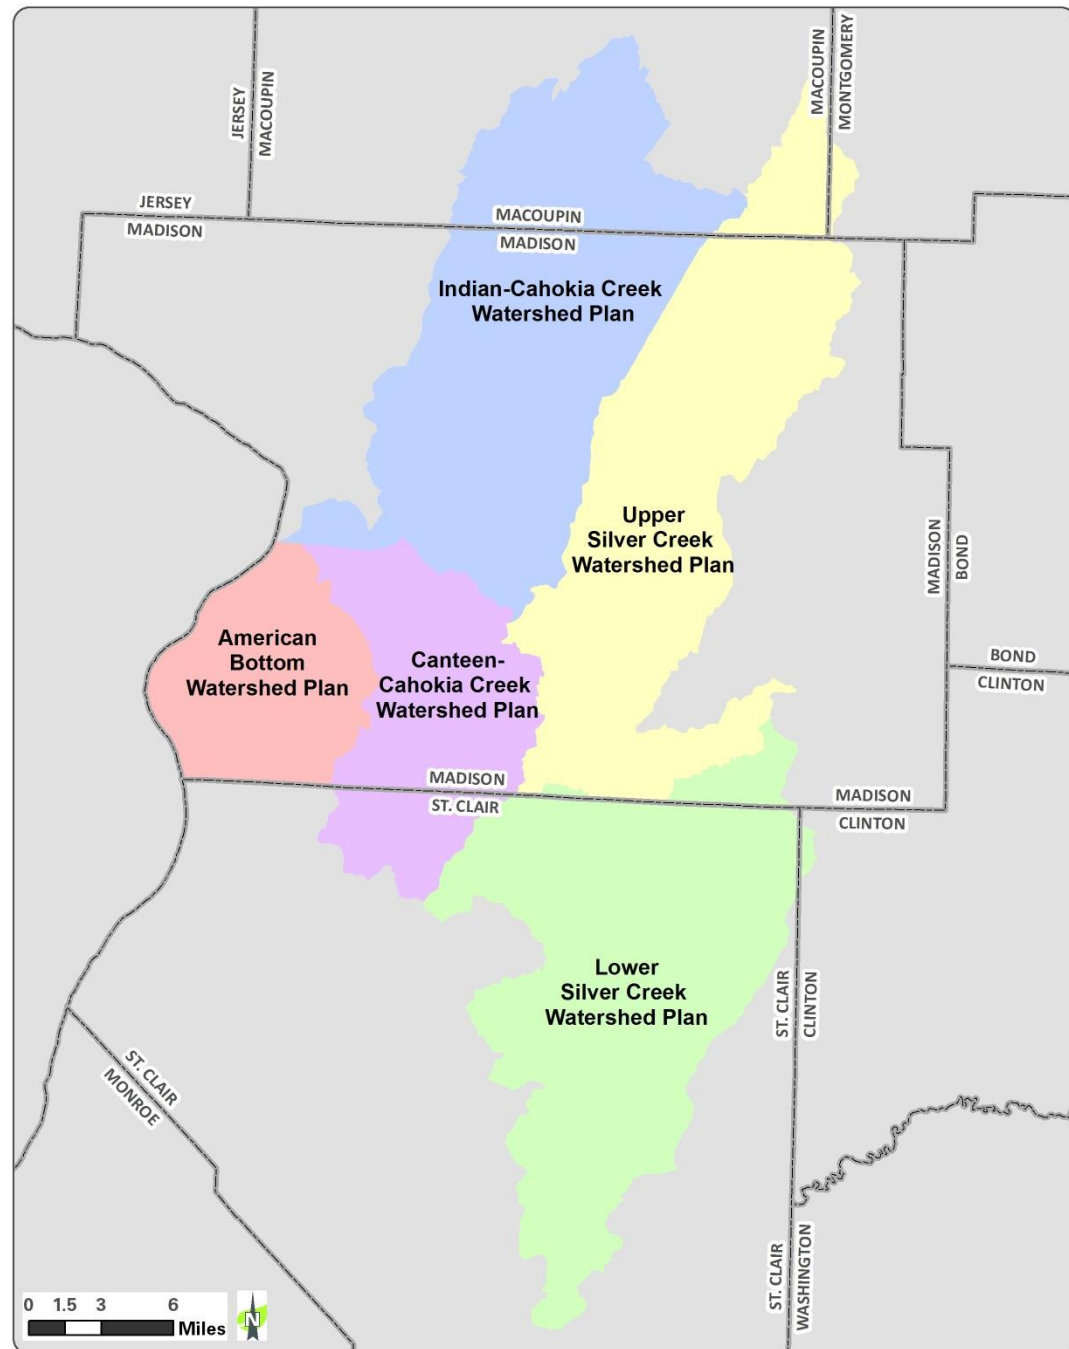 MACOUPIN
MONTGOMERY
JERSEY
MACOUPIN
JERSEY
MADISON
MACOUPIN
MADISON
Indian-Cahokia Creek
Watershed Plan
Upper
Silver Creek
Watershed Plan
MADISON
BOND
American
Bottom
Watershed Plan
Canteen-
Cahokia Creek
Watershed Plan
BOND
CLINTON
MADISON
ST. CLAIR
MADISON
CLINTON
Lower
Silver Creek
Watershed Plan
ST. CLAIR
CLINTON
ST. CLAIR
MONROE
ST. CLAIR
WASHINGTON
0 1.5 3 6
Miles
N